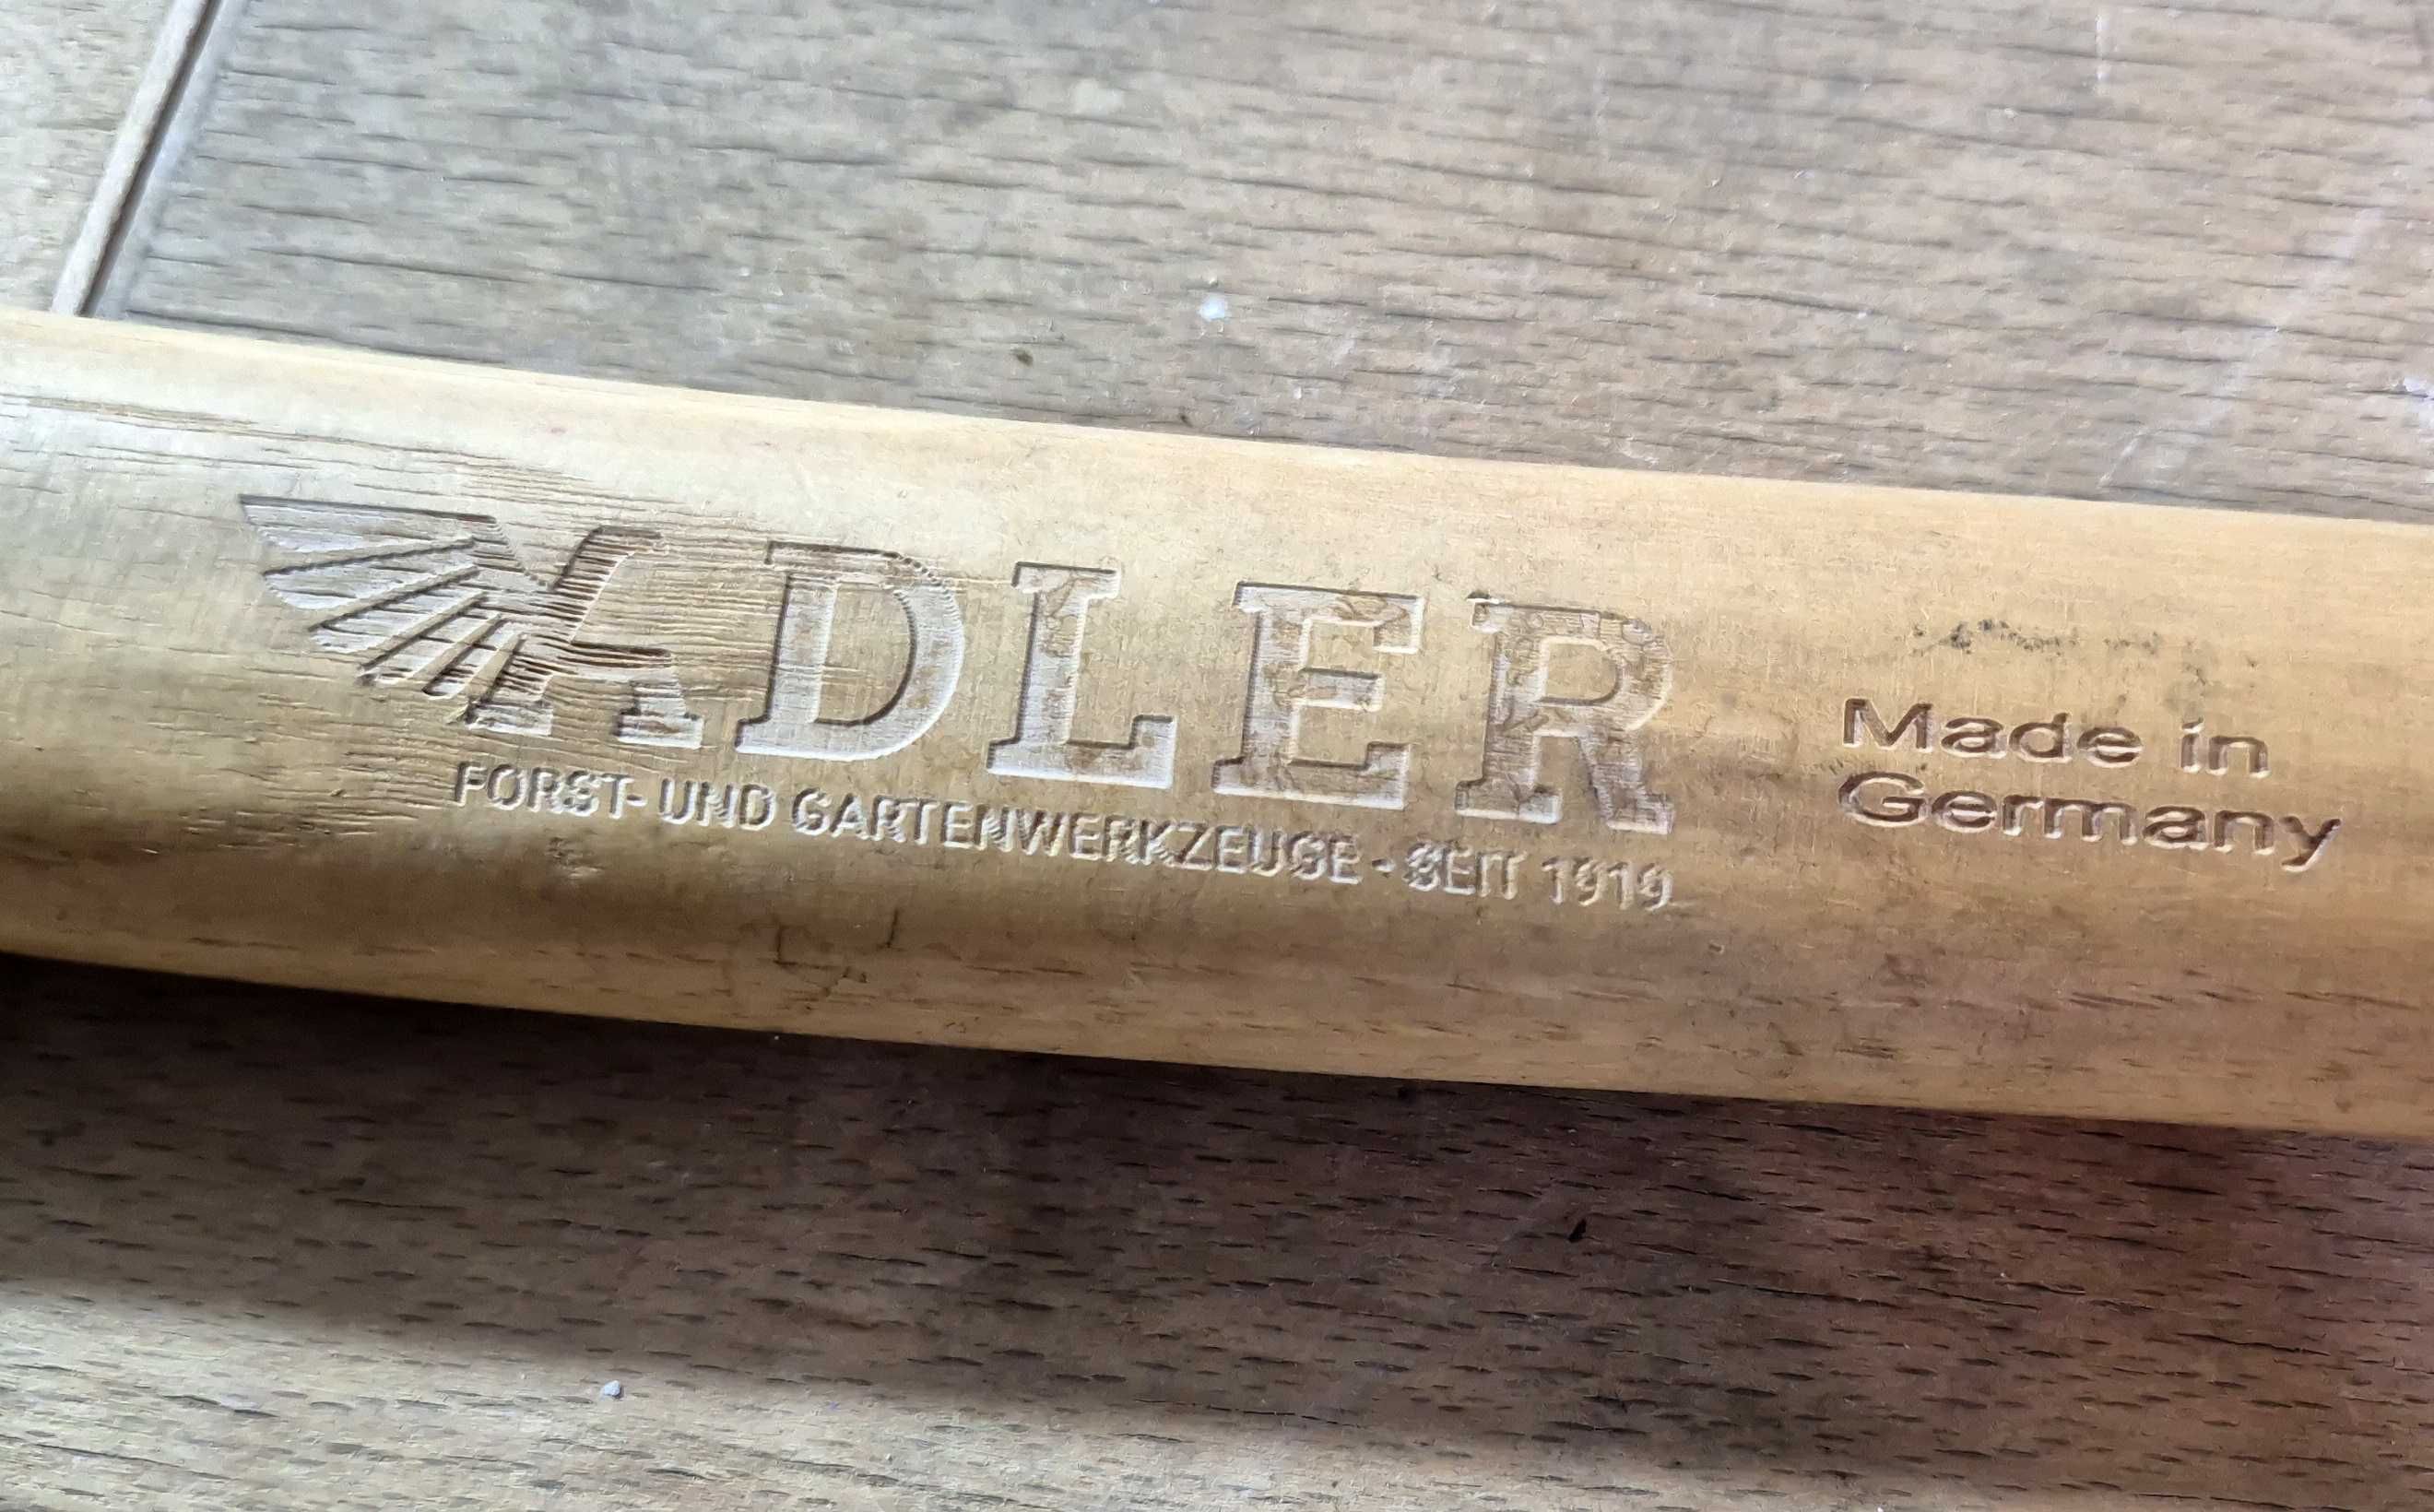 ADLER
FORST- UND GARTENWERKZEUGE - SEIT 1919
Made in
Germany